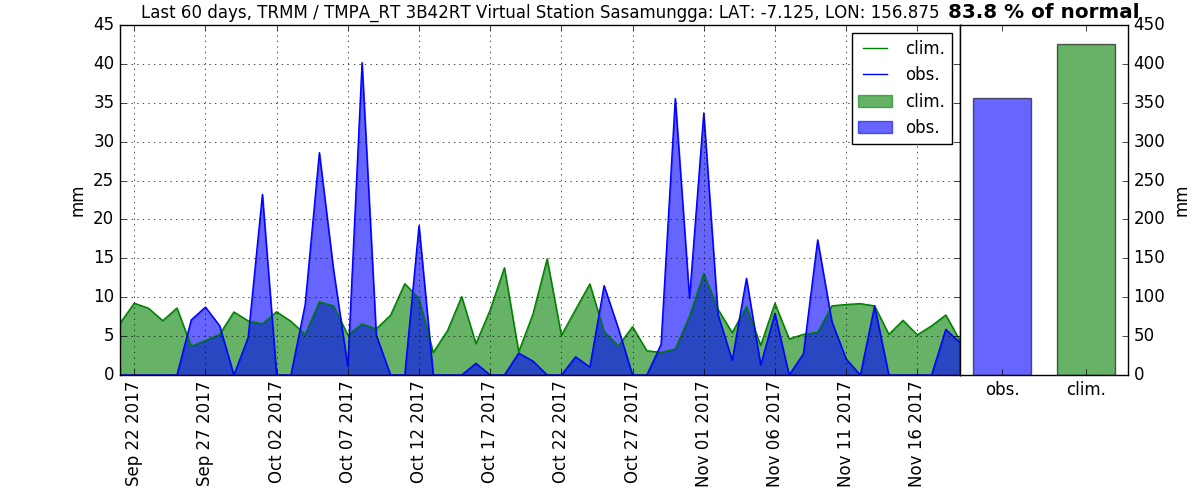 Last 60 days, TRMM / TMPA_RT 3B42RT Virtual Station Sasamungga: LAT: -7.125, LON: 156.875 83.8 % of normal
45
40
35
30
25
20
15
10
5
0
mm
clim.
obs.
clim.
obs.
Sep 22 2017
Sep 27 2017
Oct 02 2017
Oct 07 2017
Oct 12 2017
Oct 17 2017
Oct 22 2017
Oct 27 2017
Nov 01 2017
Nov 06 2017
Nov 11 2017
Nov 16 2017
450
400
350
300
250
200
150
100
50
0
mm
obs. clim.